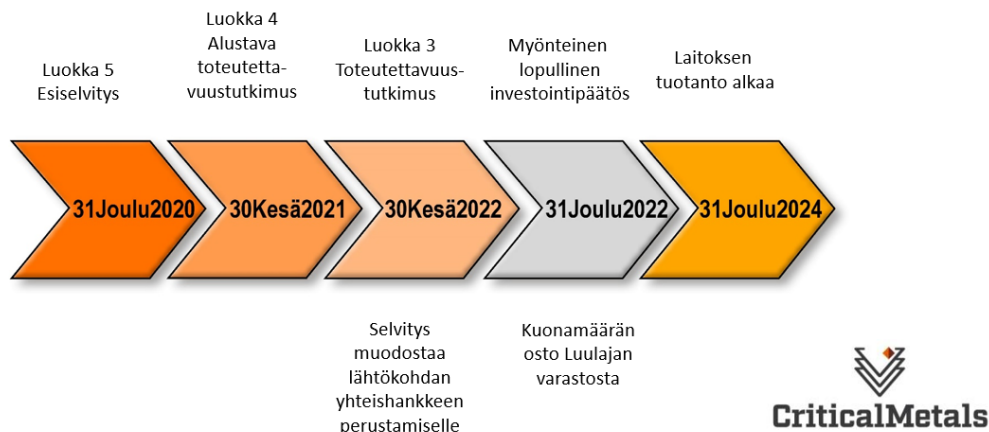 Luokka 5
Esiselvitys
Luokka 4
Alustava
toteutetta-
vuustutkimus
Luokka 3
Toteutettavuus-
tutkimus
Myönteinen
lopullinen
investointipäätös
Laitoksen
tuotanto alkaa
31Joulu2020
30Kesä2021
30Kesä2022
31Joulu2022
31Joulu2024
Selvitys
muodostaa
lähtökohdan
yhteishankkeen
perustamiselle
Kuonamäärän
osto Luulajan
varastosta
CriticalMetals